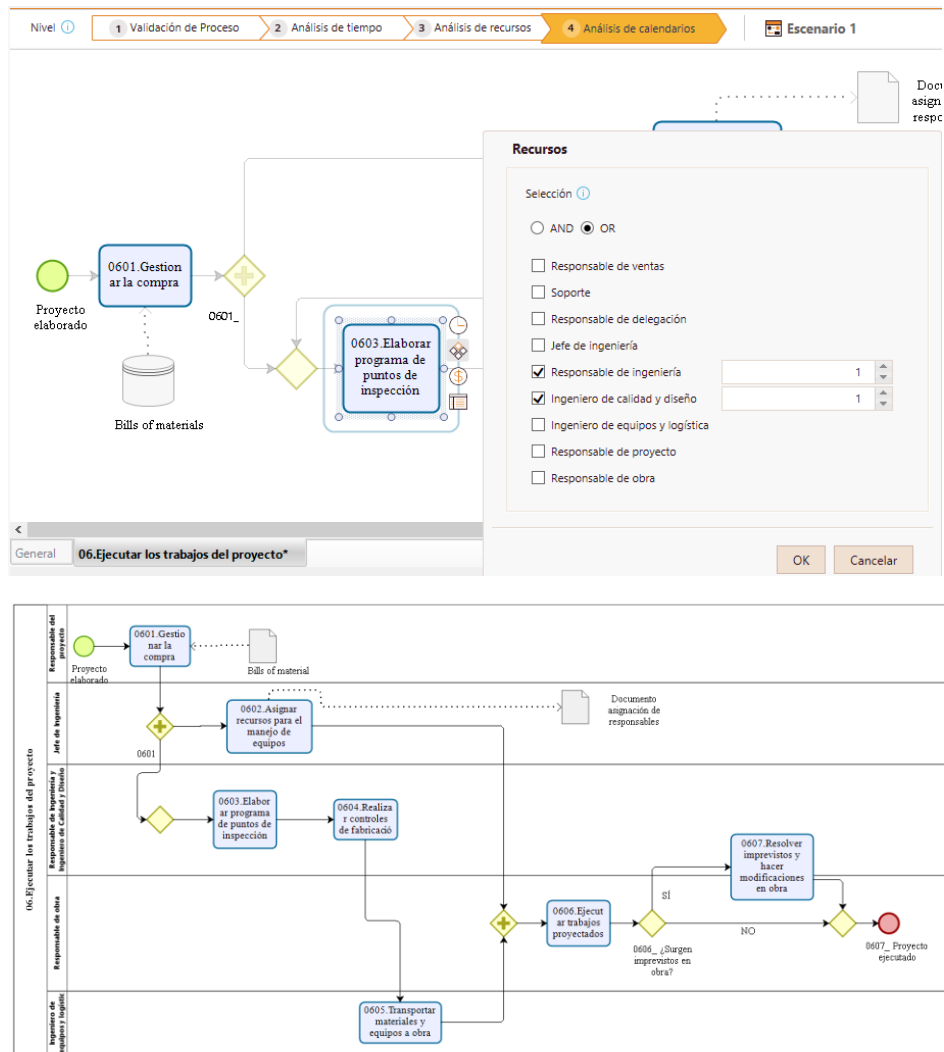 Nivel
1 Validación de Proceso
2 Análisis de tiempo
3 Análisis de recursos
4 Análisis de calendarios
Escenario 1
Docu
asign
respo
0601.Gestion
ar la compra
Proyecto
elaborado
0601_
Bills of materials
0603.Elaborar
programa de
puntos de
inspección
Recursos
Selección
AND
OR
Responsable de ventas
Soporte
Responsable de delegación
Jefe de ingeniería
Responsable de ingeniería 1
Ingeniero de calidad y diseño 1
Ingeniero de equipos y logística
Responsable de proyecto
Responsable de obra
OK
Cancelar
General
06.Ejecutar los trabajos del proyecto*
06.Ejecutar los trabajos del proyecto
Responsable del
proyecto
Proyecto
elaborado
0601.Gestio
nar la
compra
Bills of material
Jefe de Ingeniería
0601
0602.Asignar
recursos para el
manejo de
equipos
Documento
asignación de
responsables
Responsable de Ingeniería y
Ingeniero de Calidad y Diseño
0603.Elabor
ar programa
de puntos de
inspección
0604.Realiza
r controles
de fabricació
0607.Resolver
imprevistos y
hacer
modificaciones
en obra
Responsable de obra
0606.Ejecut
ar trabajos
proyectados
SÍ
NO
0606_ ¿Surgen
imprevistos en
obra?
0607_ Proyecto
ejecutado
Ingeniero de
equipos y logístic
0605.Transportar
materiales y
equipos a obra